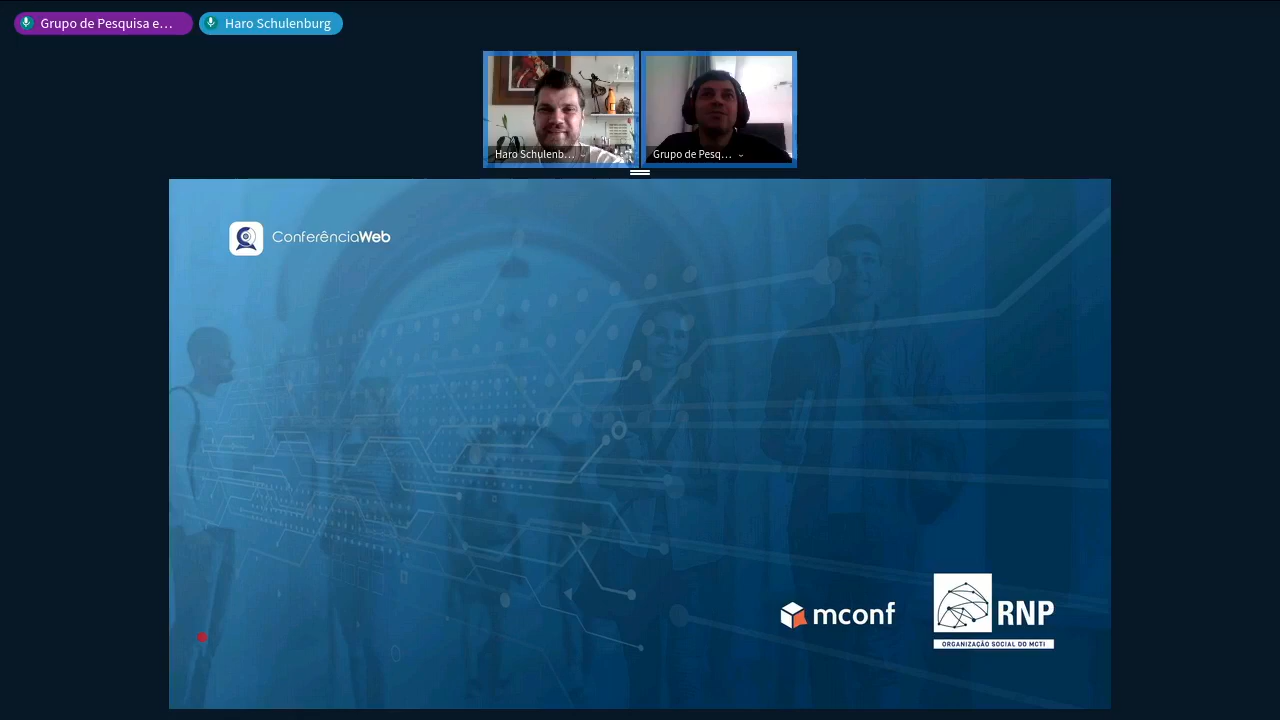 Grupo de Pesquisa e...
Haro Schulenburg
Haro Schulenb...
Grupo de Pesq...
ConferênciaWeb
mconf
RNP
ORGANIZAÇÃO SOCIAL DO MCTI